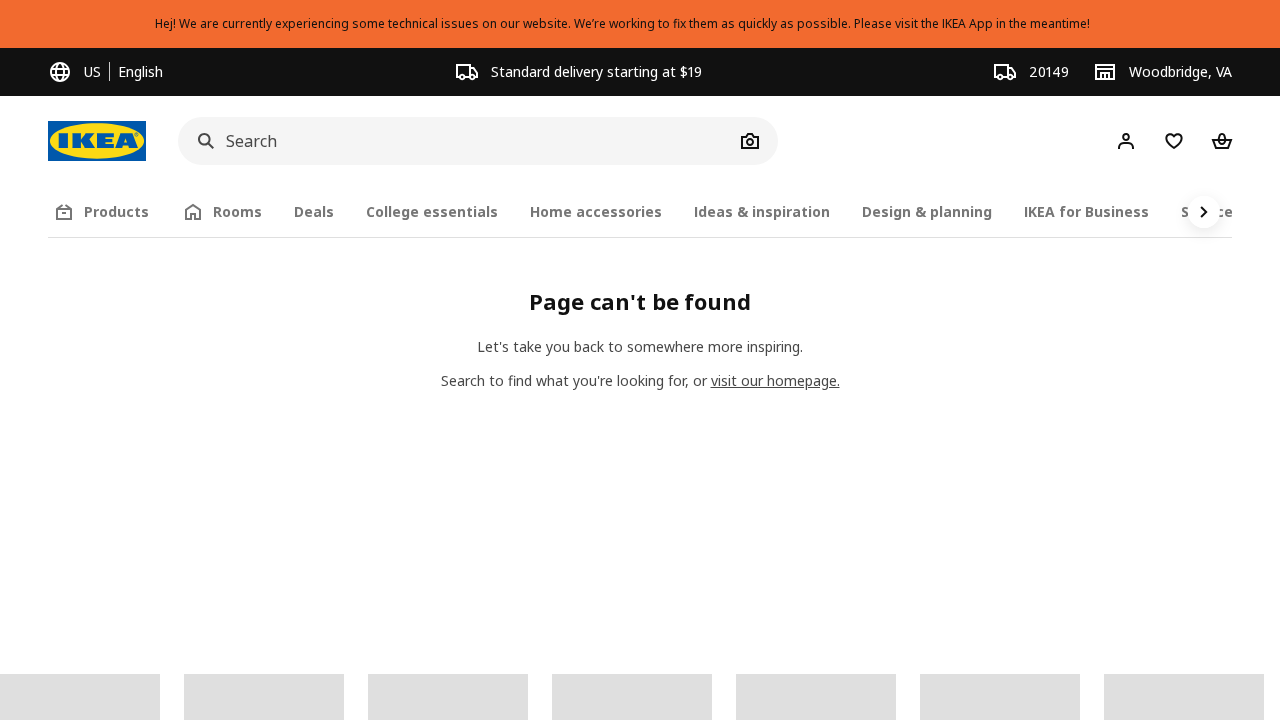 Hej! We are currently experiencing some technical issues on our website. We’re working to fix them as quickly as possible. Please visit the IKEA App in the meantime!
US English
Standard delivery starting at $19
20149
Woodbridge, VA
IKEA
Search
Products
Rooms
Deals
College essentials
Home accessories
Ideas & inspiration
Design & planning
IKEA for Business
Page can't be found
Let's take you back to somewhere more inspiring.
Search to find what you're looking for, or visit our homepage.